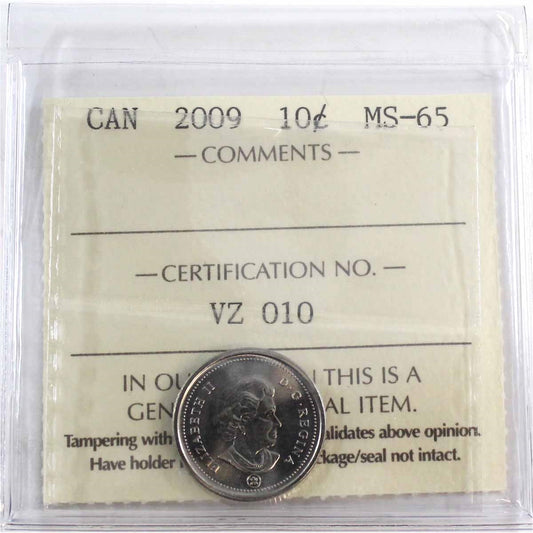 CAN 2009 10¢ MS-65
— COMMENTS —
— CERTIFICATION NO. —
VZ 010
IN OU N THIS IS A
GEN AL ITEM.
Tampering with alidates above opinion.
Have holder kage/seal not intact.
ELIZABETH II D·G·REGINA